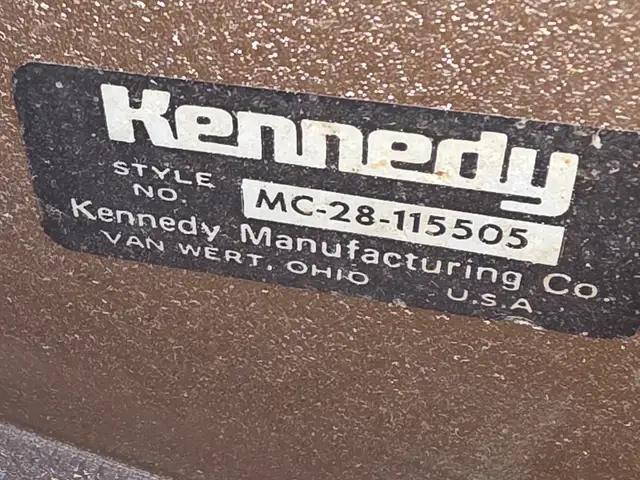 Kennedy
STYLE
NO.
MC-28-115505
Kennedy Manufacturing Co.
VAN WERT, OHIO U.S.A